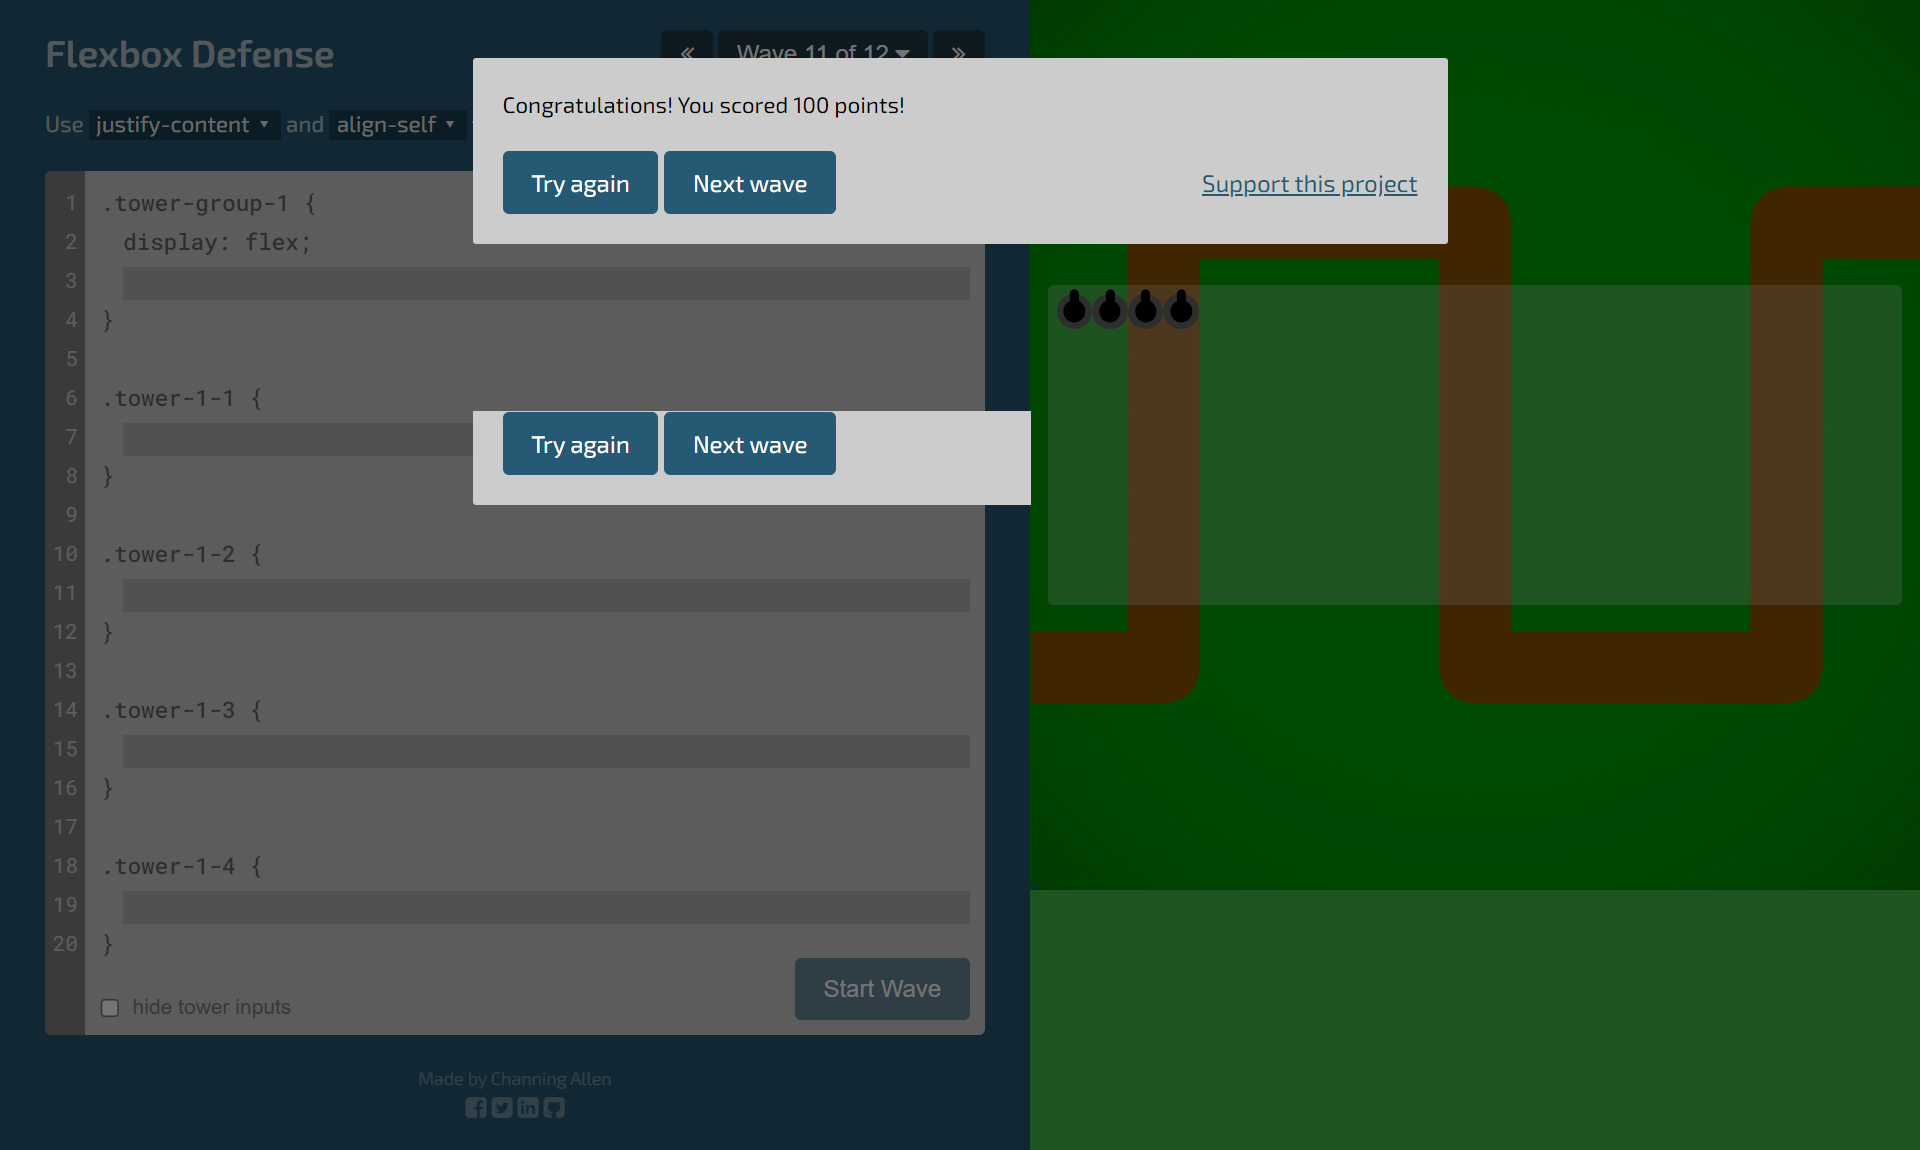 Flexbox Defense
« Wave 11 of 12 »
Congratulations! You scored 100 points!
Use justify-content and align-self
Try again Next wave Support this project
1 .tower-group-1 {
2 display: flex;
3
4 }
5
6 .tower-1-1 {
7
Try again Next wave
8 }
9
10 .tower-1-2 {
11
12 }
13
14 .tower-1-3 {
15
16 }
17
18 .tower-1-4 {
19
20 }
hide tower inputs
Start Wave
Made by Channing Allen